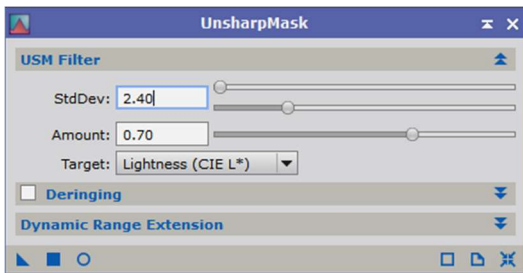 UnsharpMask
USM Filter
StdDev: 2.40
Amount: 0.70
Target: Lightness (CIE L*)
Deringing
Dynamic Range Extension